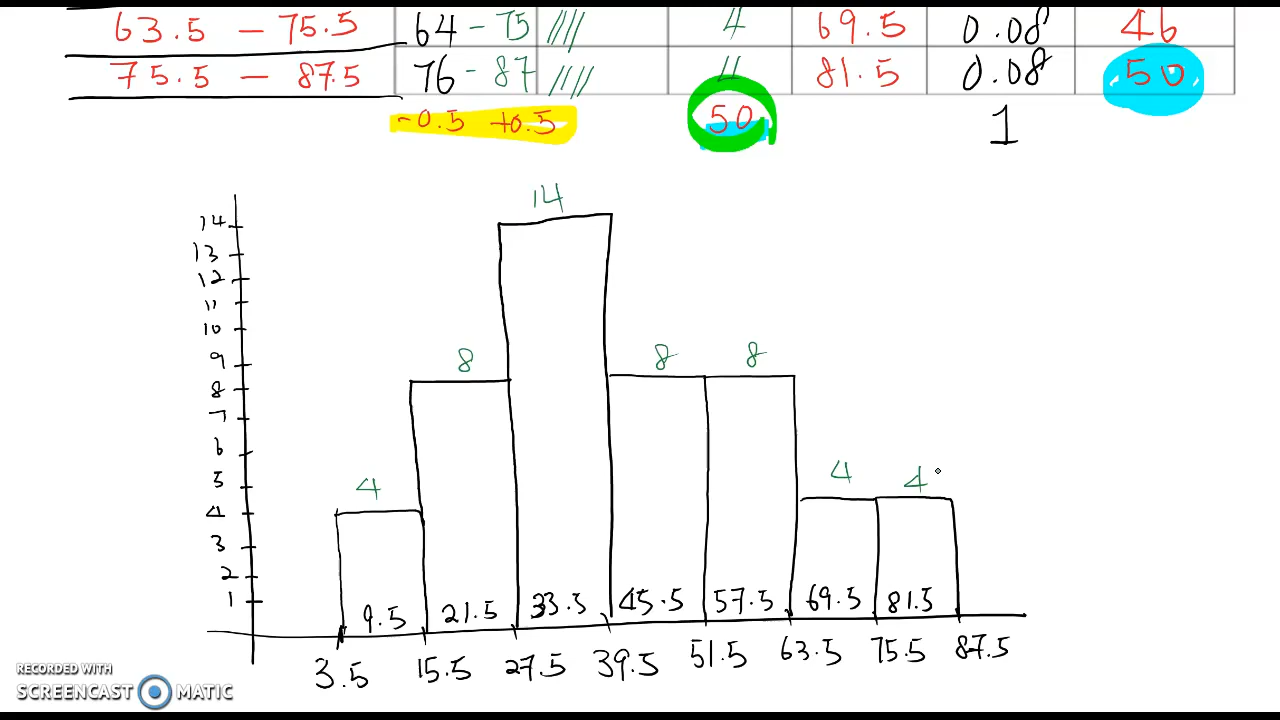 63.5 - 75.5 64 - 75 //// 4 69.5 0.08 46
75.5 - 87.5 76 - 87 //// 4 81.5 0.08 50
-0.5 +0.5 50 1
14
14
13
12
11
10
9 8 8 8
8
7
6
5 4 4 4
4
3
2
1 9.5 21.5 33.5 45.5 57.5 69.5 81.5
3.5 15.5 27.5 39.5 51.5 63.5 75.5 87.5
RECORDED WITH
SCREENCAST MATIC